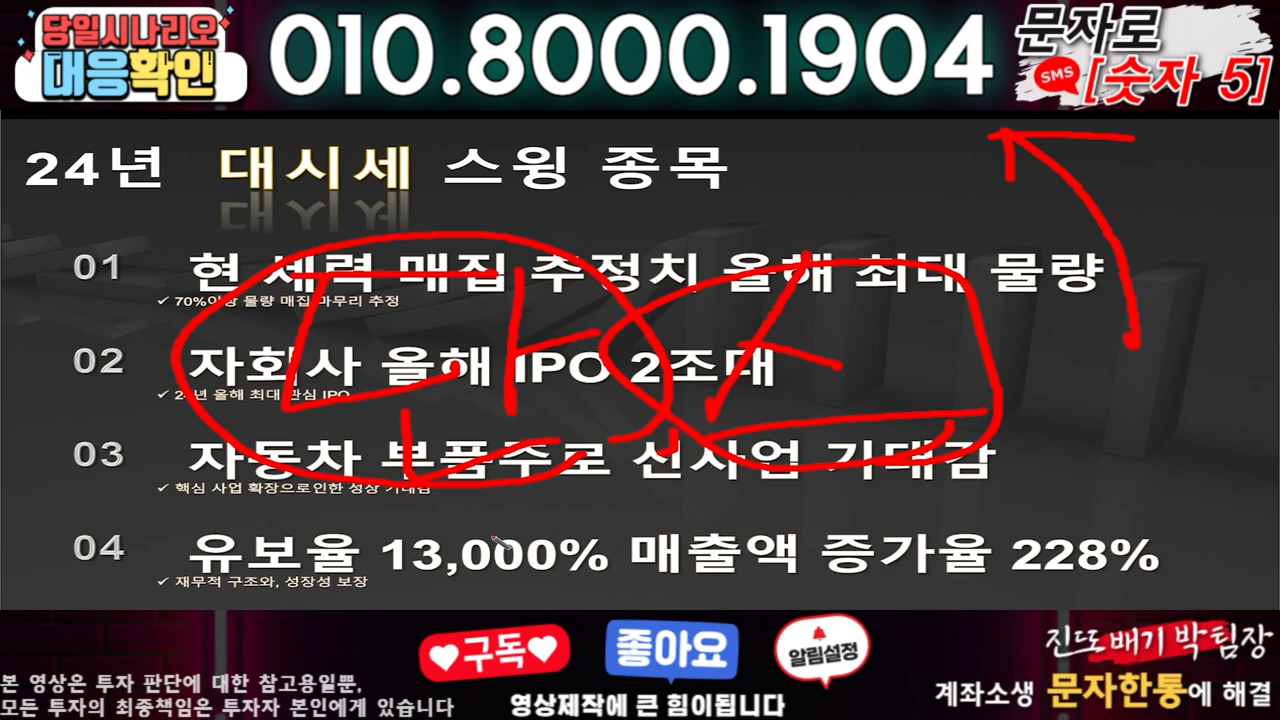 당일시나리오
대응확인
010.8000.1904
문자로
SMS [숫자 5]
24년 대시세 스윙 종목
01 현 세력 매집 추정치 올해 최대 물량
✓ 70%이상 물량 매집 마무리 추정
02 자회사 올해 IPO 2조대
✓ 24년 올해 최대 관심 IPO
03 자동차 부품주로 신사업 기대감
✓ 핵심 사업 확장으로인한 성장 기대감
04 유보율 13,000% 매출액 증가율 228%
✓ 재무적 구조와, 성장성 보장
구독
좋아요
알림설정
영상제작에 큰 힘이됩니다
본 영상은 투자 판단에 대한 참고용일뿐,
모든 투자의 최종책임은 투자자 본인에게 있습니다
진또배기 박팀장
계좌소생 문자한통에 해결